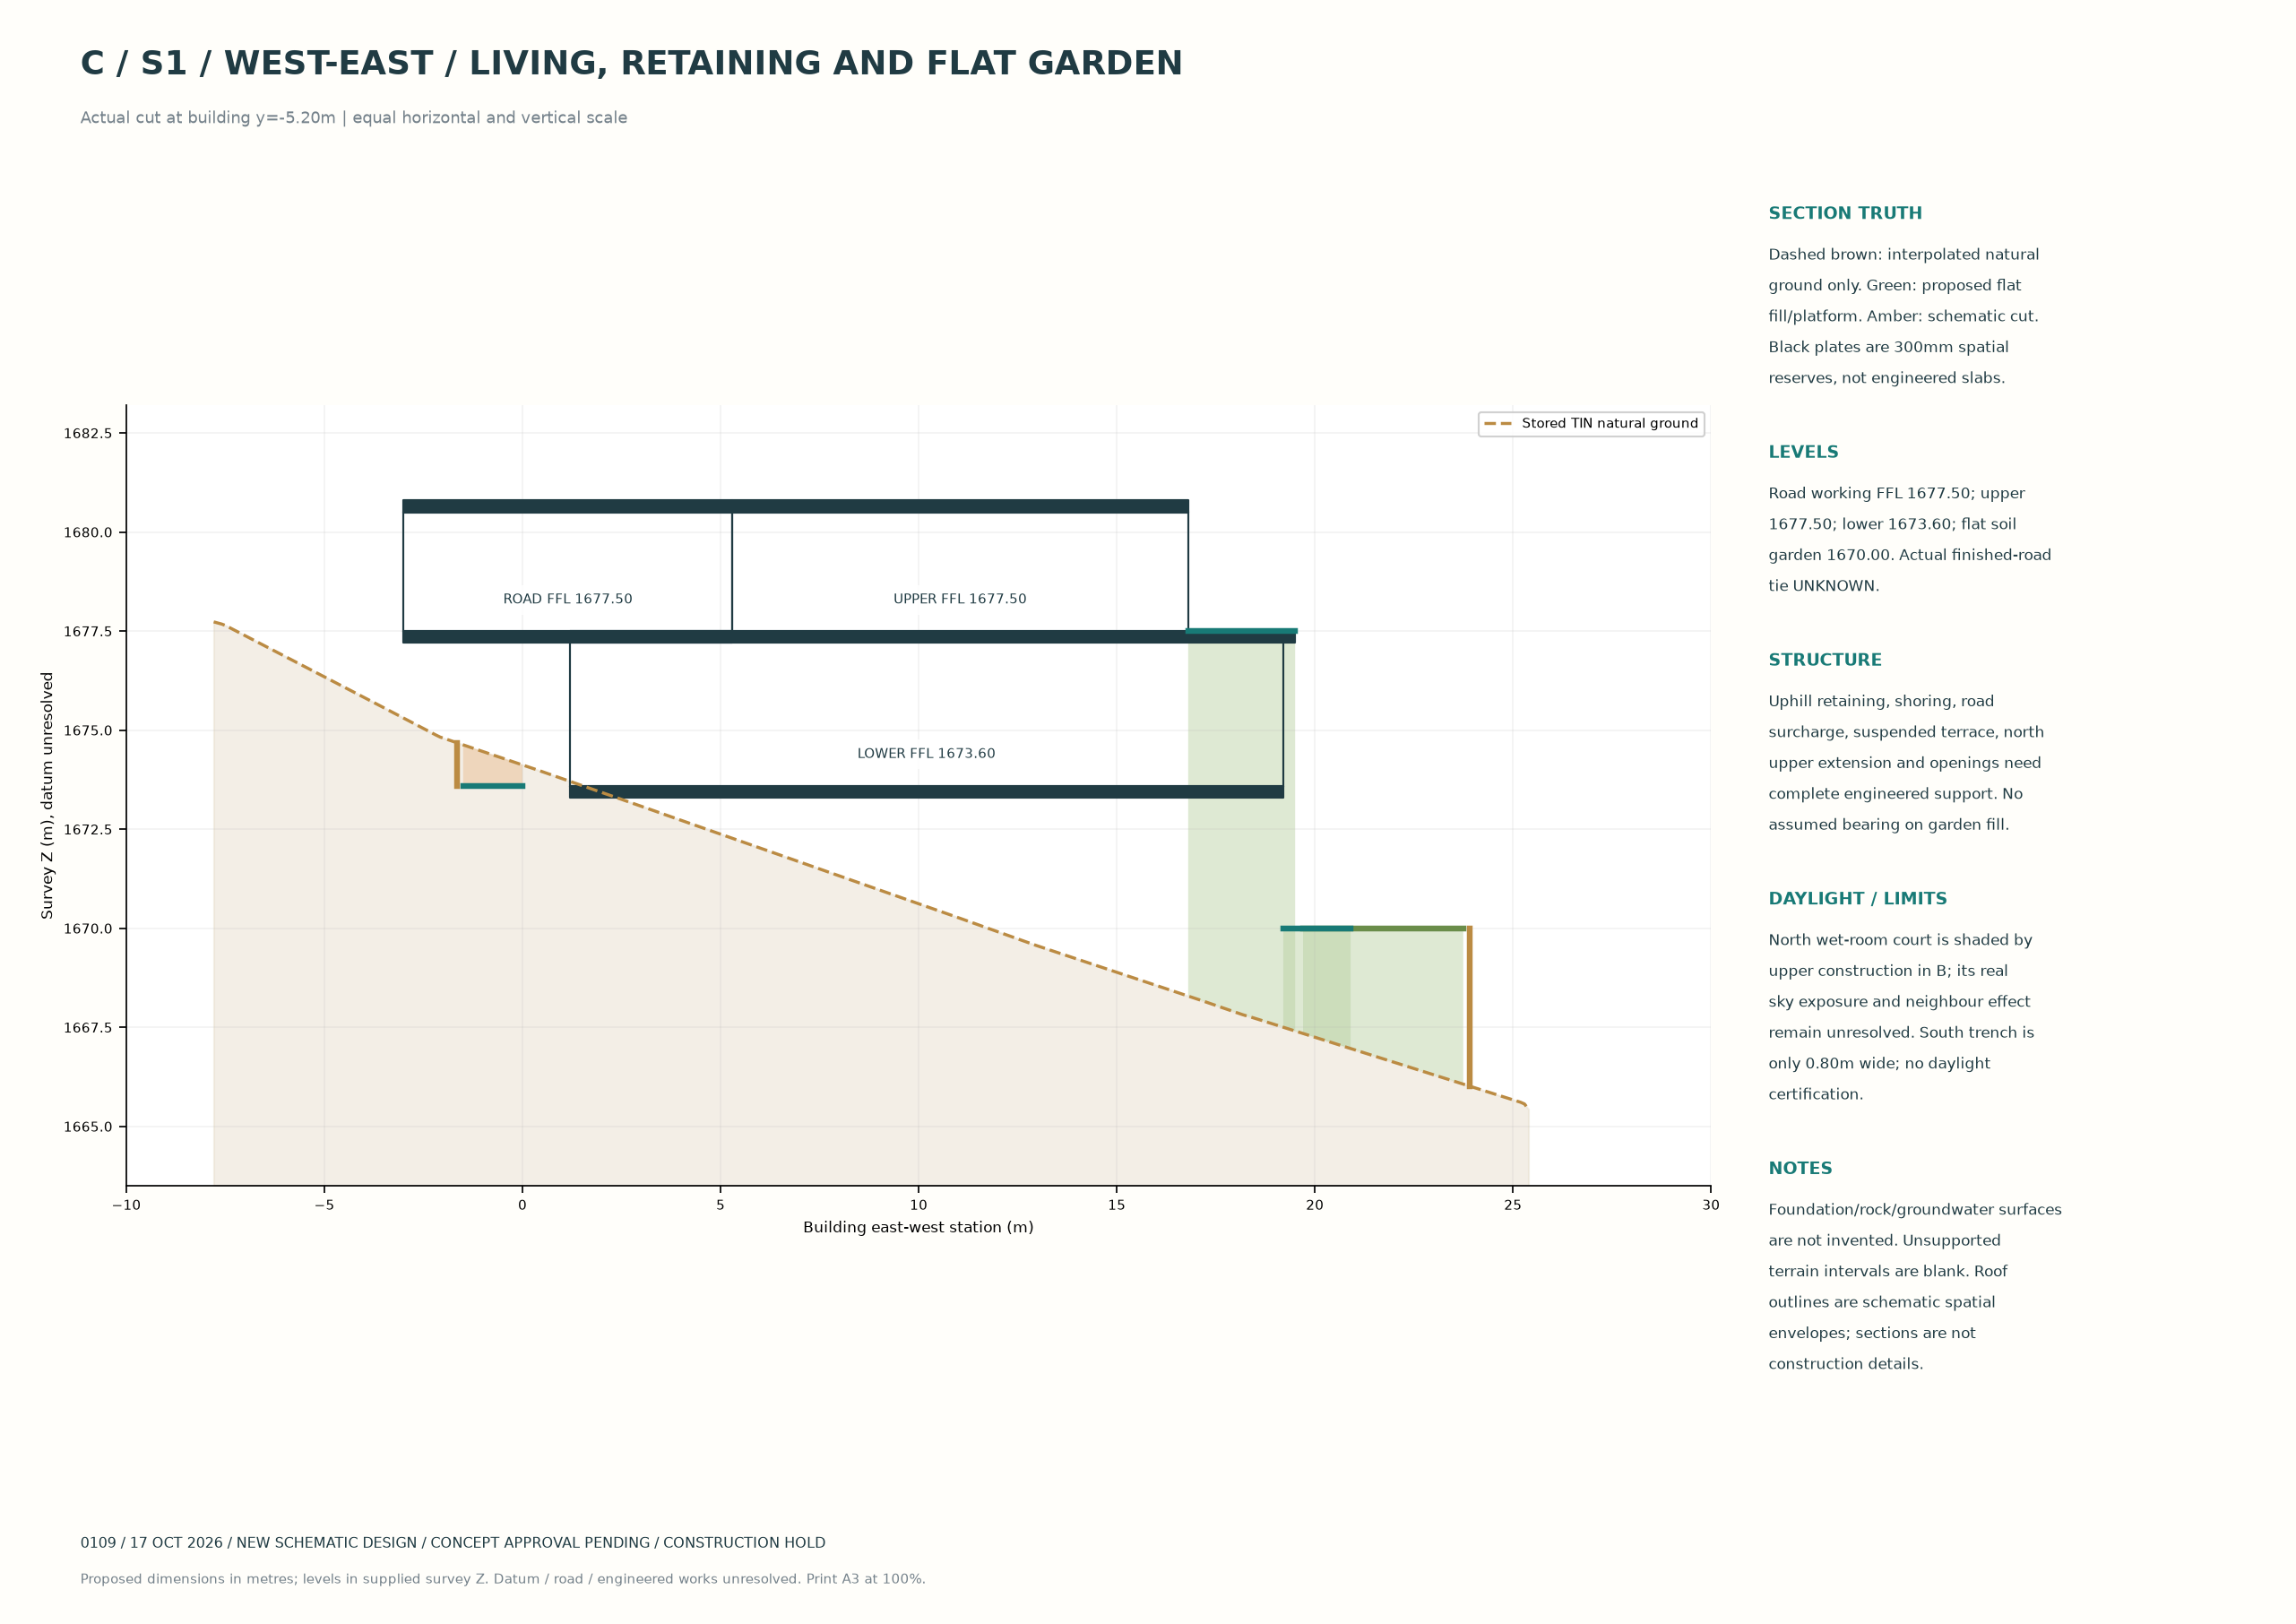 C / S1 / WEST-EAST / LIVING, RETAINING AND FLAT GARDEN
Actual cut at building y=-5.20m | equal horizontal and vertical scale
SECTION TRUTH
Dashed brown: interpolated natural
ground only. Green: proposed flat
fill/platform. Amber: schematic cut.
Black plates are 300mm spatial
reserves, not engineered slabs.
LEVELS
Road working FFL 1677.50; upper
1677.50; lower 1673.60; flat soil
garden 1670.00. Actual finished-road
tie UNKNOWN.
STRUCTURE
Uphill retaining, shoring, road
surcharge, suspended terrace, north
upper extension and openings need
complete engineered support. No
assumed bearing on garden fill.
DAYLIGHT / LIMITS
North wet-room court is shaded by
upper construction in B; its real
sky exposure and neighbour effect
remain unresolved. South trench is
only 0.80m wide; no daylight
certification.
NOTES
Foundation/rock/groundwater surfaces
are not invented. Unsupported
terrain intervals are blank. Roof
outlines are schematic spatial
envelopes; sections are not
construction details.
Stored TIN natural ground
1682.5
1680.0
1677.5
1675.0
1672.5
1670.0
1667.5
1665.0
Survey Z (m), datum unresolved
ROAD FFL 1677.50
UPPER FFL 1677.50
LOWER FFL 1673.60
−10
−5
0
5
10
15
20
25
30
Building east-west station (m)
0109 / 17 OCT 2026 / NEW SCHEMATIC DESIGN / CONCEPT APPROVAL PENDING / CONSTRUCTION HOLD
Proposed dimensions in metres; levels in supplied survey Z. Datum / road / engineered works unresolved. Print A3 at 100%.